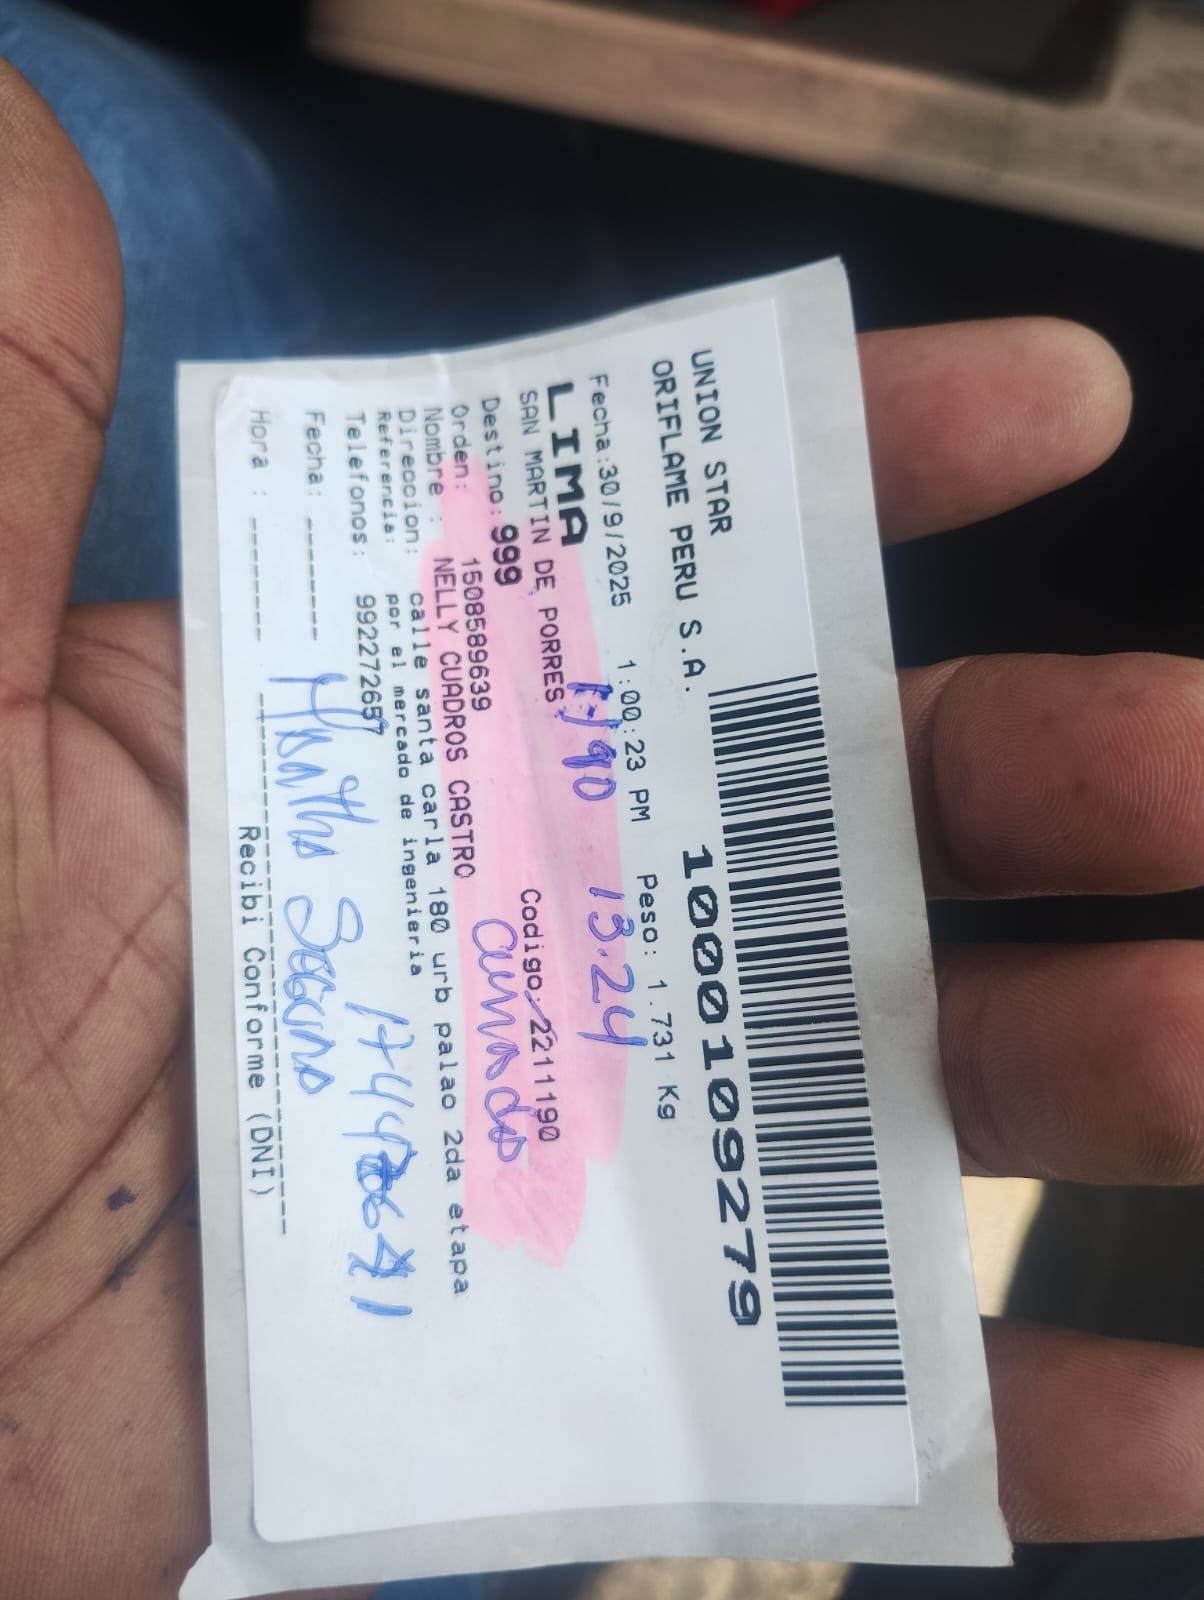 1000109279
UNION STAR
ORIFLAME PERU S.A.
Fecha:30/9/2025 1:00:23 PM Peso: 1.731 Kg
13.24
LIMA
SAN MARTIN DE PORRES Codigo:2211190
Destino:999
Orden: 1508589639
Nombre : NELLY CUADROS CASTRO
Direccion: calle santa carla 180 urb palao 2da etapa
Referencia: por el mercado de ingenieria
Telefonos: 992272657
Fecha: -------
Hora : --------
Recibi Conforme (DNI)